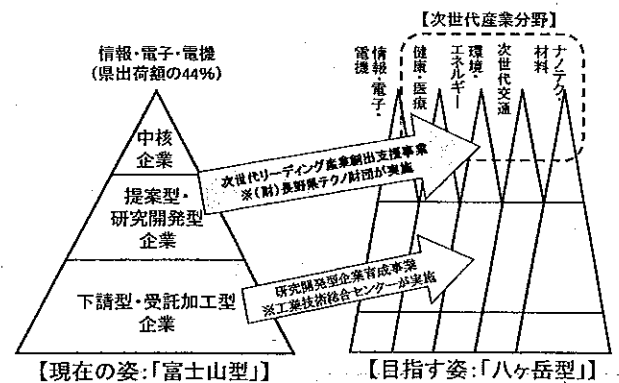 【次世代産業分野】
情報・電子・電機
(県出荷額の44%)
中核
企業
提案型・
研究開発型
企業
下請型・受託加工型
企業
【現在の姿:「富士山型」】
次世代リーディング産業創出支援事業
※(財)長野県テクノ財団が実施
研究開発型企業育成事業
※工業技術総合センターが実施
情報・電子・
電機
健康・医療
環境・
エネルギー
次世代交通
ナノテク・
材料
【目指す姿:「八ヶ岳型」】